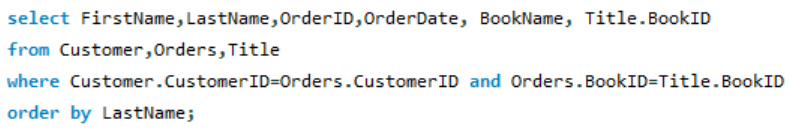 select FirstName,LastName,OrderID,OrderDate, BookName, Title.BookID
from Customer,Orders,Title
where Customer.CustomerID=Orders.CustomerID and Orders.BookID=Title.BookID
order by LastName;